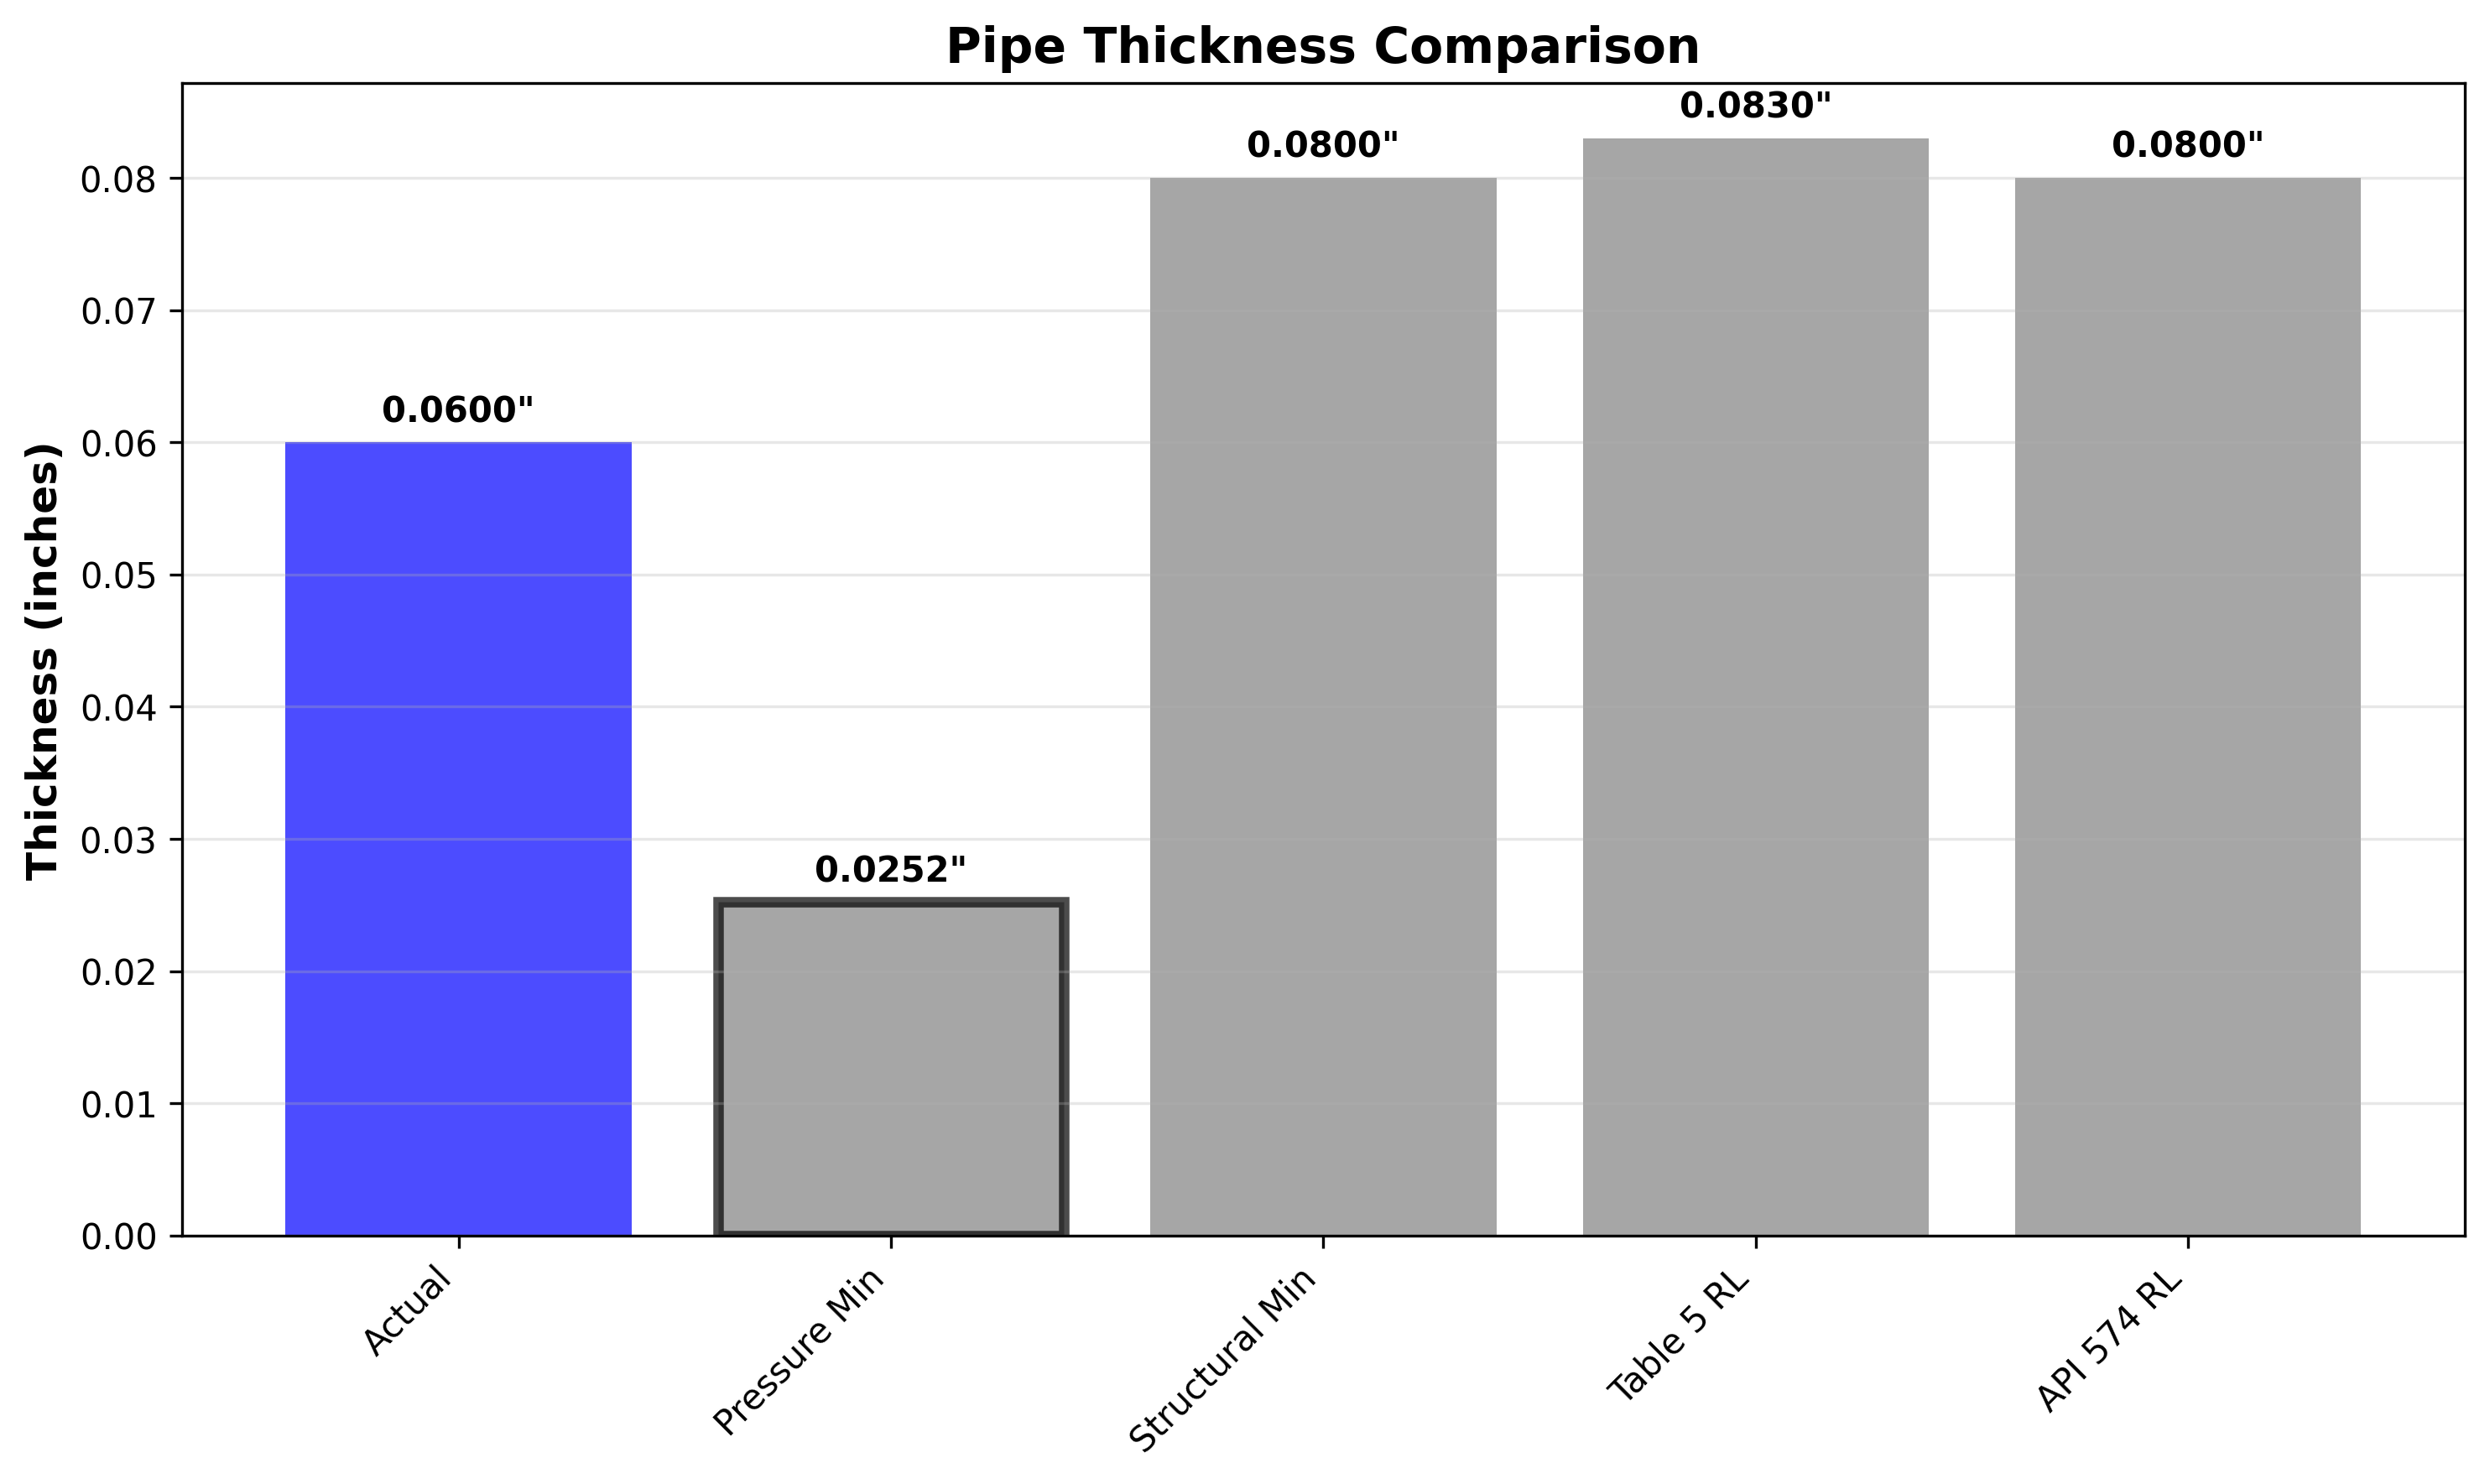 Pipe Thickness Comparison
Thickness (inches)
0.08
0.07
0.06
0.05
0.04
0.03
0.02
0.01
0.00
0.0600"
0.0252"
0.0800"
0.0830"
0.0800"
Actual
Pressure Min
Structural Min
Table 5 RL
API 574 RL